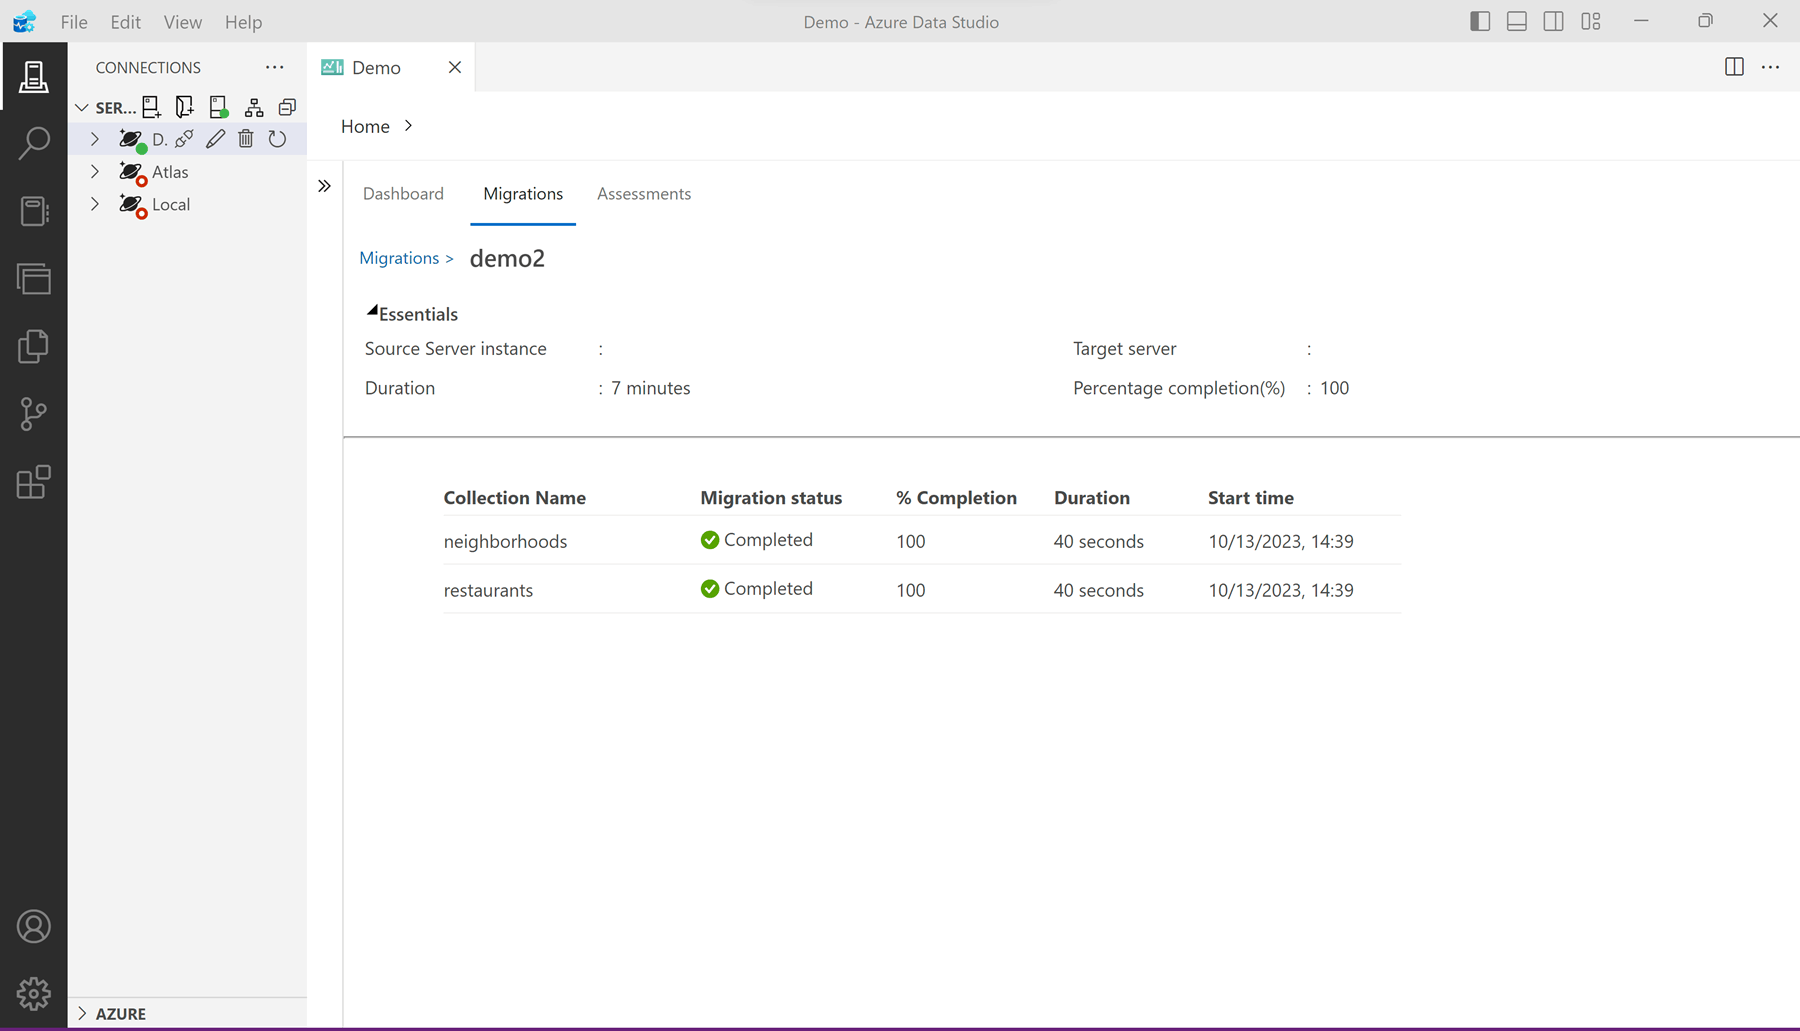 File Edit View Help
Demo - Azure Data Studio
CONNECTIONS
SER...
D.
Atlas
Local
AZURE
Demo
Home
Dashboard Migrations Assessments
Migrations > demo2
Essentials
Source Server instance :
Target server :
Duration : 7 minutes
Percentage completion(%) : 100
Collection Name Migration status % Completion Duration Start time
neighborhoods Completed 100 40 seconds 10/13/2023, 14:39
restaurants Completed 100 40 seconds 10/13/2023, 14:39